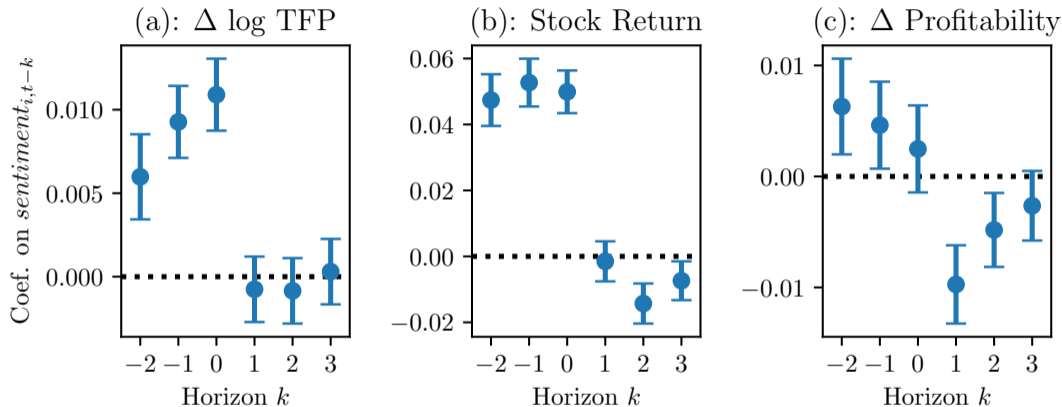 (a): Δ log TFP
(b): Stock Return
(c): Δ Profitability
Coef. on sentiment_{i,t−k}
0.010
0.005
0.000
−2 −1 0 1 2 3
Horizon k
0.06
0.04
0.02
0.00
−0.02
−2 −1 0 1 2 3
Horizon k
0.01
0.00
−0.01
−2 −1 0 1 2 3
Horizon k